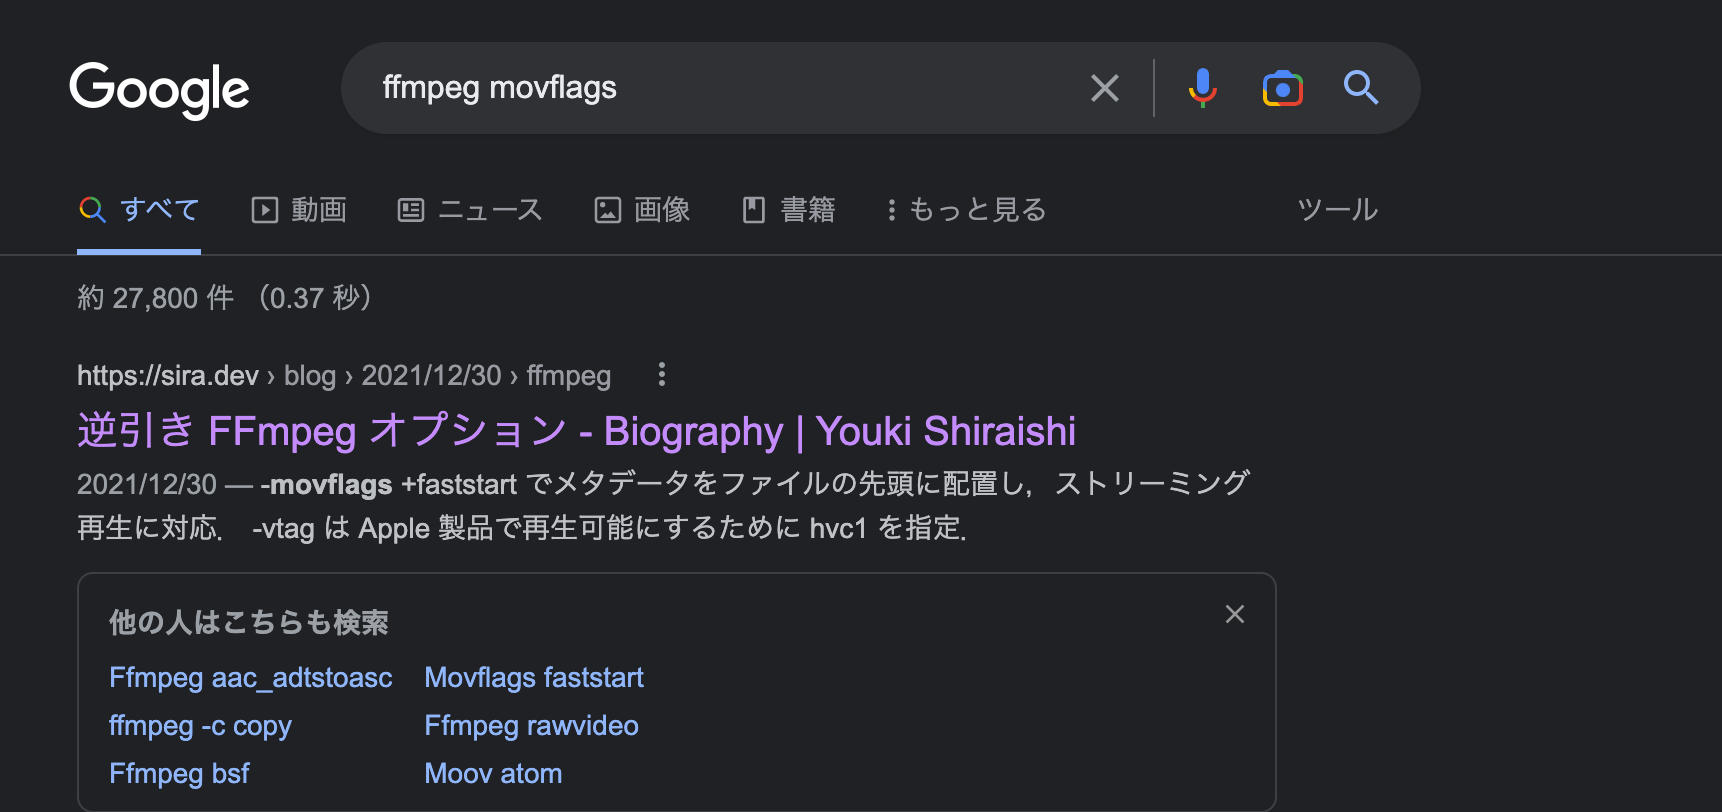 Google
ffmpeg movflags
すべて 動画 ニュース 画像 書籍 もっと見る ツール
約 27,800 件 （0.37 秒）
https://sira.dev › blog › 2021/12/30 › ffmpeg
逆引き FFmpeg オプション - Biography | Youki Shiraishi
2021/12/30 — -movflags +faststart でメタデータをファイルの先頭に配置し，ストリーミング
再生に対応． -vtag は Apple 製品で再生可能にするために hvc1 を指定．
他の人はこちらも検索
Ffmpeg aac_adtstoasc Movflags faststart
ffmpeg -c copy Ffmpeg rawvideo
Ffmpeg bsf Moov atom